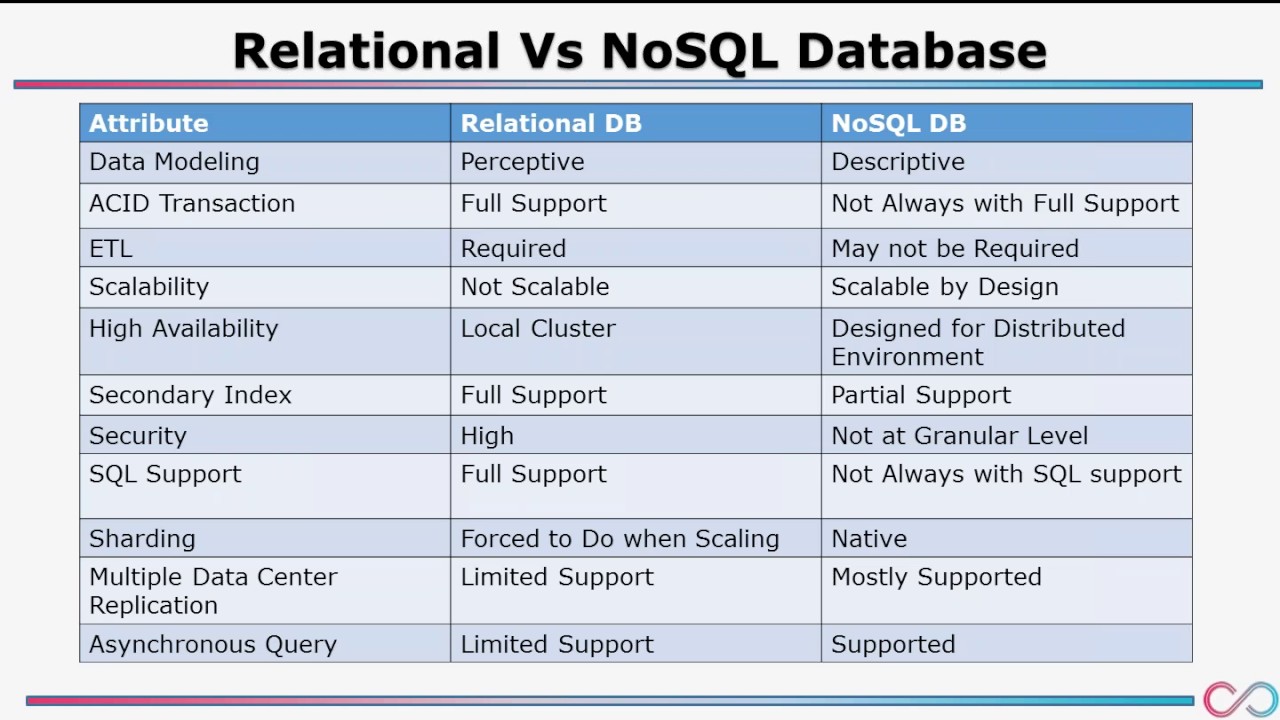 Relational Vs NoSQL Database
Attribute Relational DB NoSQL DB
Data Modeling Perceptive Descriptive
ACID Transaction Full Support Not Always with Full Support
ETL Required May not be Required
Scalability Not Scalable Scalable by Design
High Availability Local Cluster Designed for Distributed
Environment
Secondary Index Full Support Partial Support
Security High Not at Granular Level
SQL Support Full Support Not Always with SQL support
Sharding Forced to Do when Scaling Native
Multiple Data Center Limited Support Mostly Supported
Replication
Asynchronous Query Limited Support Supported